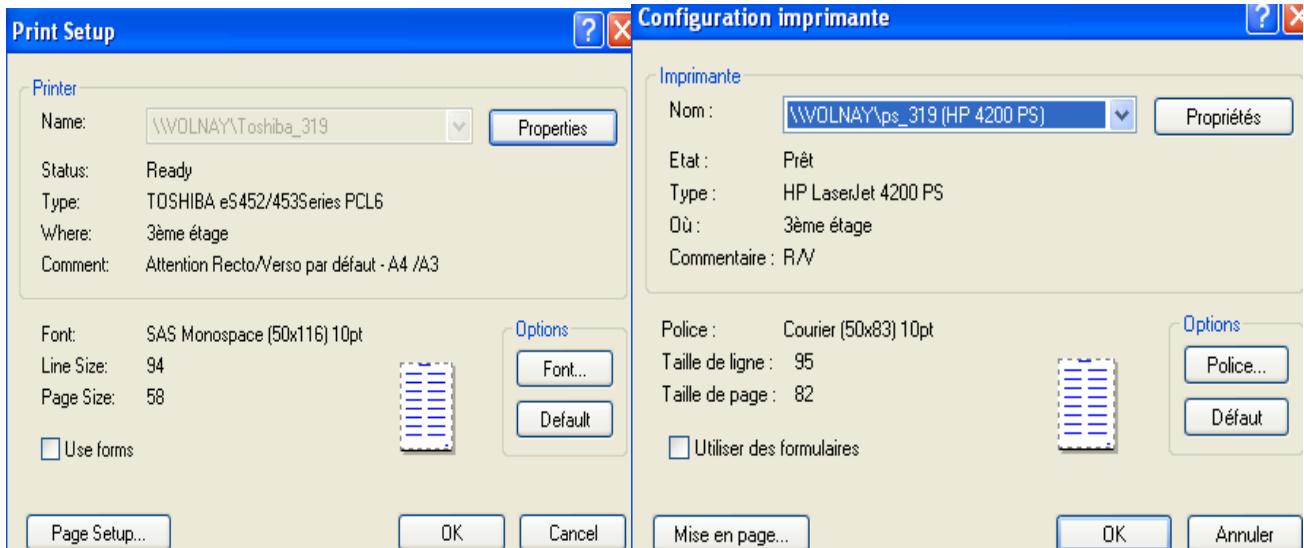 Print Setup
Printer
Name: \\VOLNAY\Toshiba_319 Properties
Status: Ready
Type: TOSHIBA eS452/453Series PCL6
Where: 3ème étage
Comment: Attention Recto/Verso par défaut - A4 /A3
Font: SAS Monospace (50x116) 10pt
Line Size: 94
Page Size: 58
Use forms
Options
Font...
Default
Page Setup... OK Cancel
Configuration imprimante
Imprimante
Nom : \\VOLNAY\ps_319 (HP 4200 PS) Propriétés
Etat : Prêt
Type : HP LaserJet 4200 PS
Où : 3ème étage
Commentaire : R/V
Police : Courier (50x83) 10pt
Taille de ligne : 95
Taille de page : 82
Utiliser des formulaires
Options
Police...
Défaut
Mise en page... OK Annuler